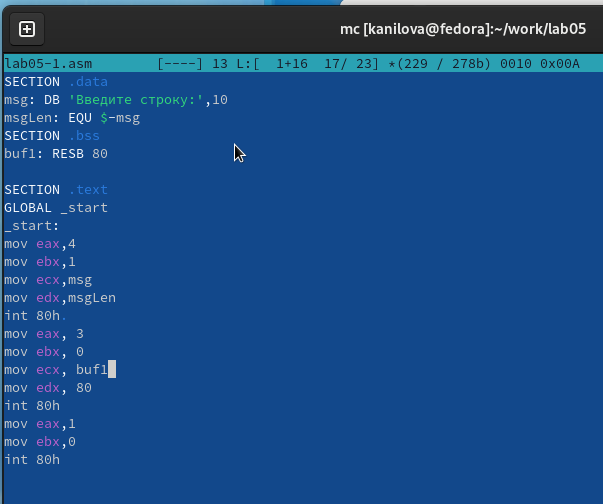 mc [kanilova@fedora]:~/work/lab05
lab05-1.asm [----] 13 L:[ 1+16 17/ 23] *(229 / 278b) 0010 0x00A
SECTION .data
msg: DB 'Введите строку:',10
msgLen: EQU $-msg
SECTION .bss
buf1: RESB 80
SECTION .text
GLOBAL _start
_start:
mov eax,4
mov ebx,1
mov ecx,msg
mov edx,msgLen
int 80h.
mov eax, 3
mov ebx, 0
mov ecx, buf1
mov edx, 80
int 80h
mov eax,1
mov ebx,0
int 80h